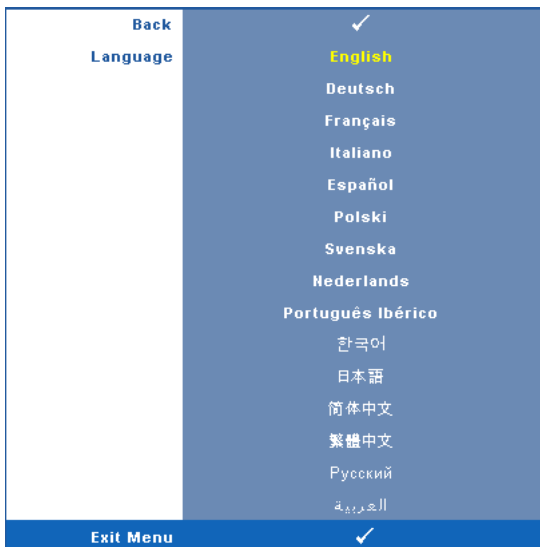 Back ✓
Language English
Deutsch
Français
Italiano
Español
Polski
Svenska
Nederlands
Português Ibérico
한국어
日本語
简体中文
繁體中文
Русский
العربية
Exit Menu ✓